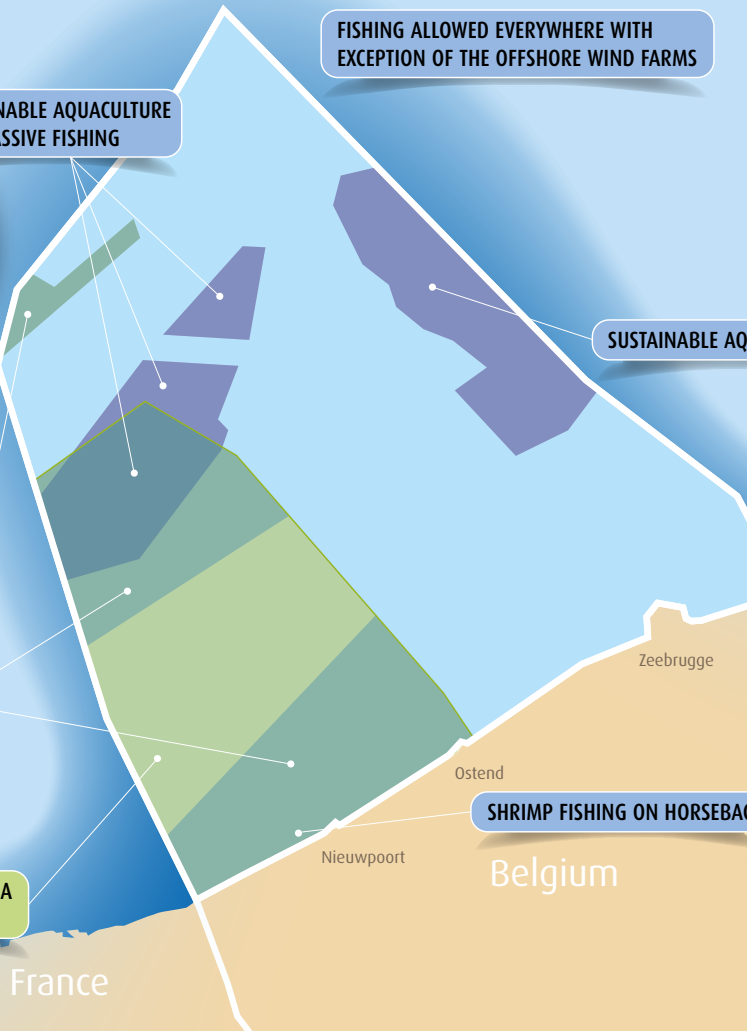 FISHING ALLOWED EVERYWHERE WITH
EXCEPTION OF THE OFFSHORE WIND FARMS
NABLE AQUACULTURE
ASSIVE FISHING
SUSTAINABLE AQ
Zeebrugge
Ostend
SHRIMP FISHING ON HORSEBAC
Nieuwpoort
Belgium
A
France